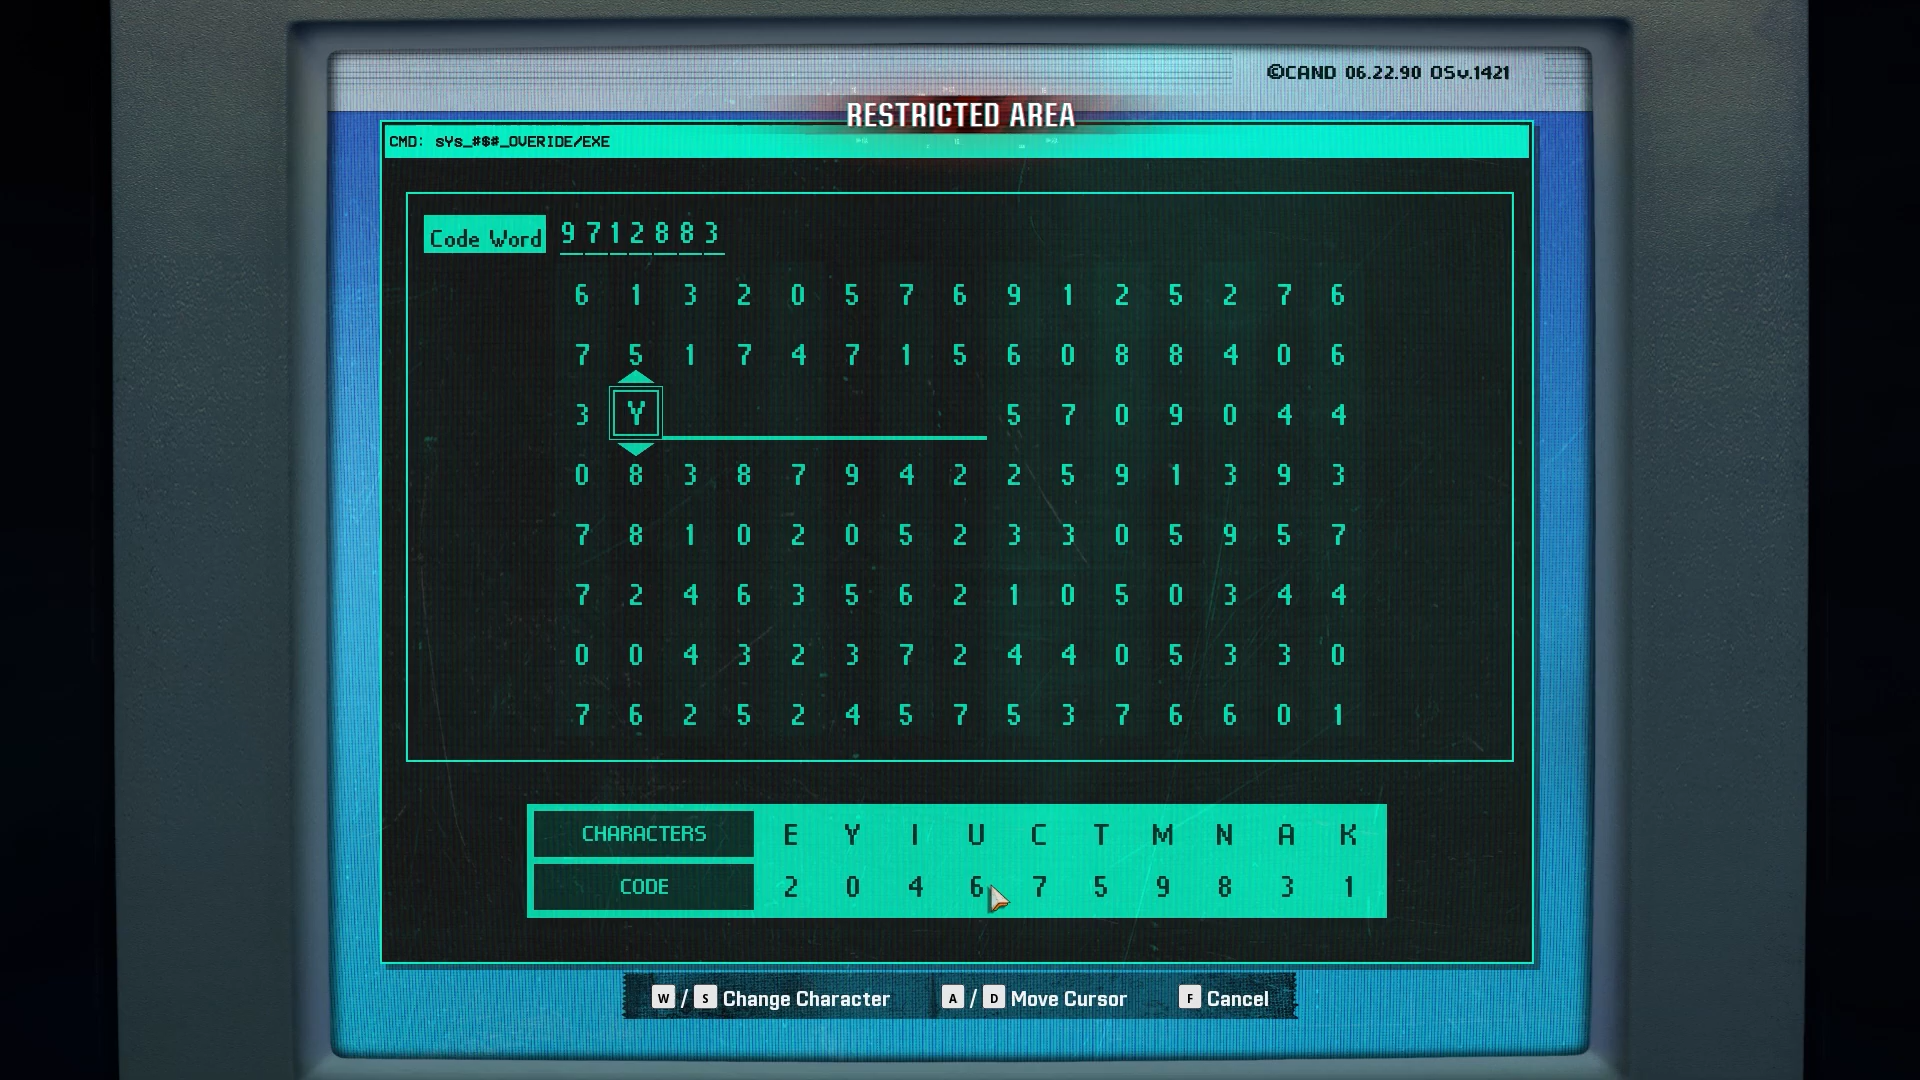 ©CAND 06.22.90 OSv.1421
RESTRICTED AREA
CMD: sYs_#$#_OVERIDE/EXE
Code Word 9 7 1 2 8 8 3
6 1 3 2 0 5 7 6 9 1 2 5 2 7 6
7 5 1 7 4 7 1 5 6 0 8 8 4 0 6
3 Y 5 7 0 9 0 4 4
0 8 3 8 7 9 4 2 2 5 9 1 3 9 3
7 8 1 0 2 0 5 2 3 3 0 5 9 5 7
7 2 4 6 3 5 6 2 1 0 5 0 3 4 4
0 0 4 3 2 3 7 2 4 4 0 5 3 3 0
7 6 2 5 2 4 5 7 5 3 7 6 6 0 1
CHARACTERS E Y I U C T M N A K
CODE 2 0 4 6 7 5 9 8 3 1
W / S Change Character A / D Move Cursor F Cancel